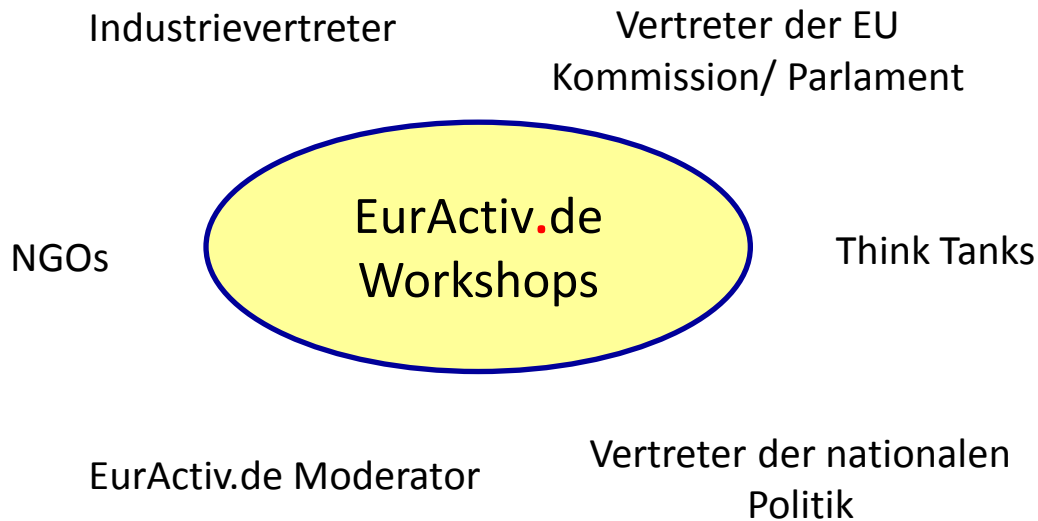 Industrievertreter
Vertreter der EU
Kommission/ Parlament
EurActiv.de
Workshops
NGOs
Think Tanks
EurActiv.de Moderator
Vertreter der nationalen
Politik